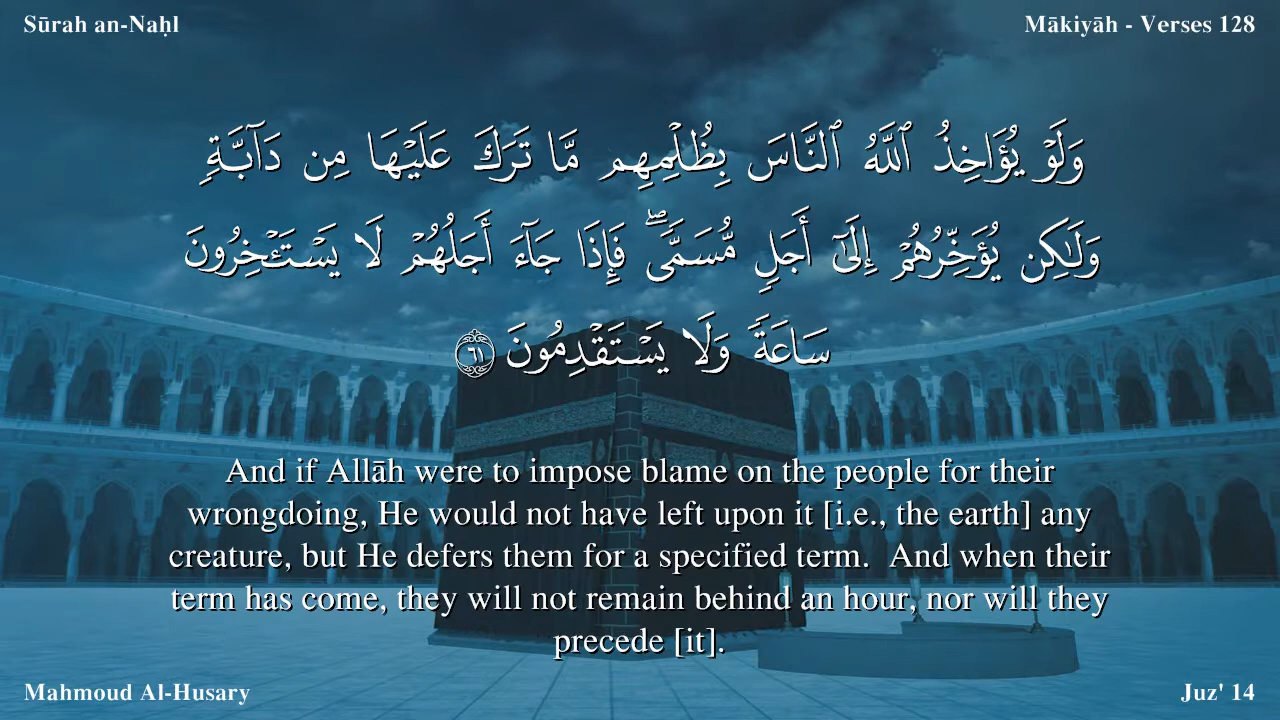 Sūrah an-Naḥl
Mākiyāh - Verses 128
وَلَوْ يُؤَاخِذُ ٱللَّهُ ٱلنَّاسَ بِظُلْمِهِم مَّا تَرَكَ عَلَيْهَا مِن دَآبَّةٍ
وَلَـٰكِن يُؤَخِّرُهُمْ إِلَىٰٓ أَجَلٍ مُّسَمًّى ۖ فَإِذَا جَآءَ أَجَلُهُمْ لَا يَسْتَـْٔخِرُونَ
سَاعَةً وَلَا يَسْتَقْدِمُونَ ٦١
And if Allāh were to impose blame on the people for their
wrongdoing, He would not have left upon it [i.e., the earth] any
creature, but He defers them for a specified term.  And when their
term has come, they will not remain behind an hour, nor will they
precede [it].
Mahmoud Al-Husary
Juz' 14